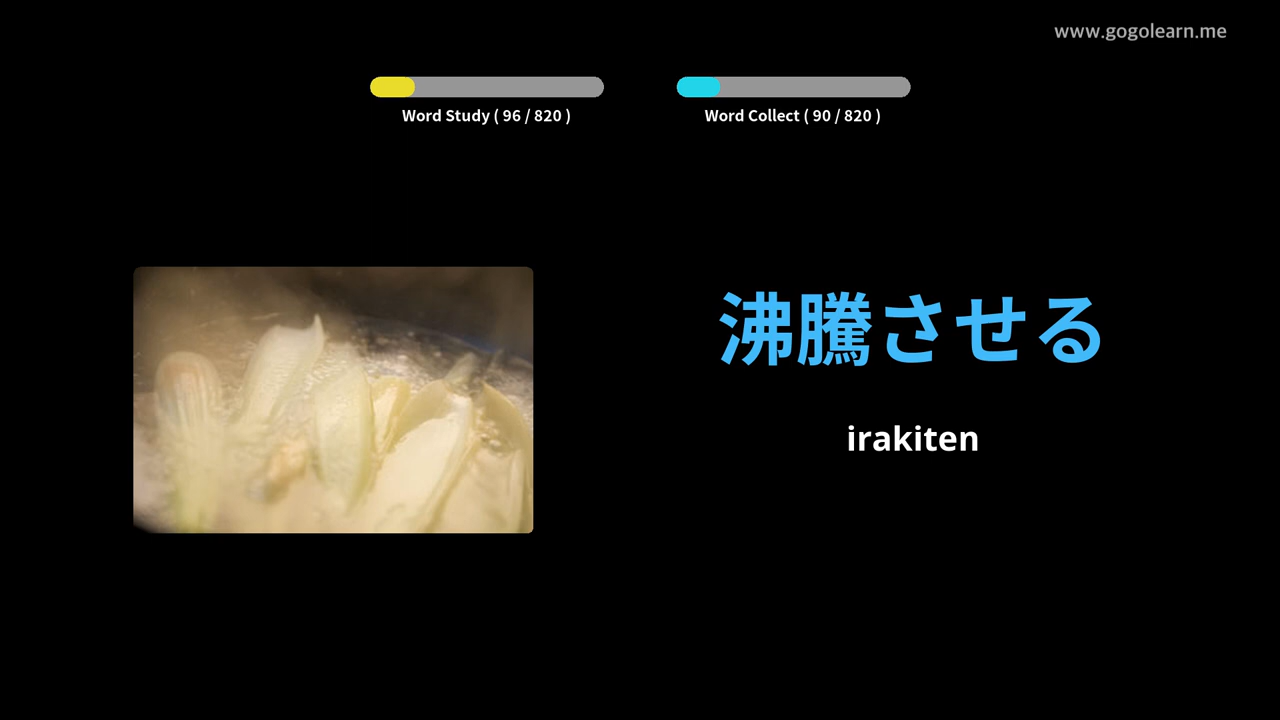 www.gogolearn.me
Word Study ( 96 / 820 )
Word Collect ( 90 / 820 )
沸騰させる
irakiten